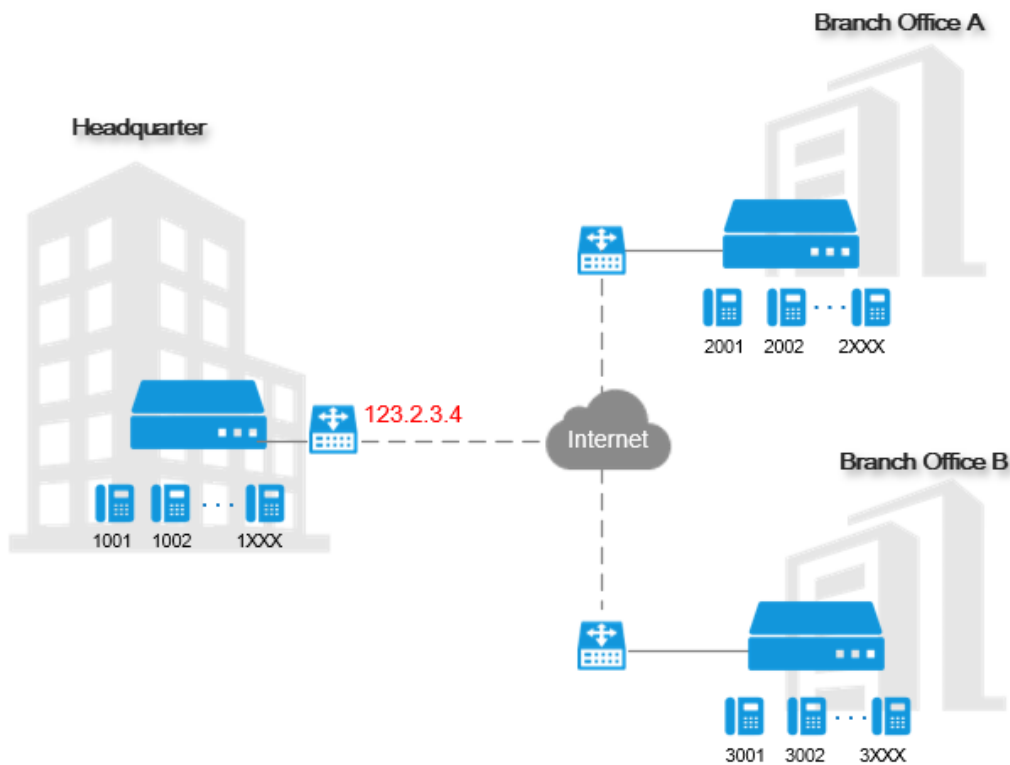 Branch Office A
Headquarter
2001 2002 2XXX
123.2.3.4
Internet
Branch Office B
1001 1002 1XXX
3001 3002 3XXX